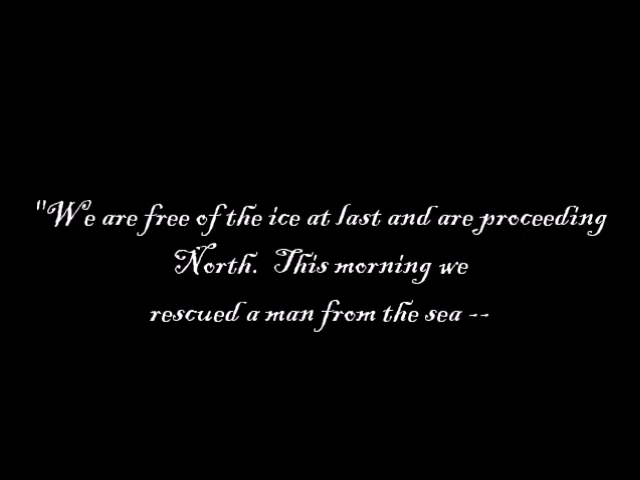 "We are free of the ice at last and are proceeding
North.  This morning we
rescued a man from the sea --